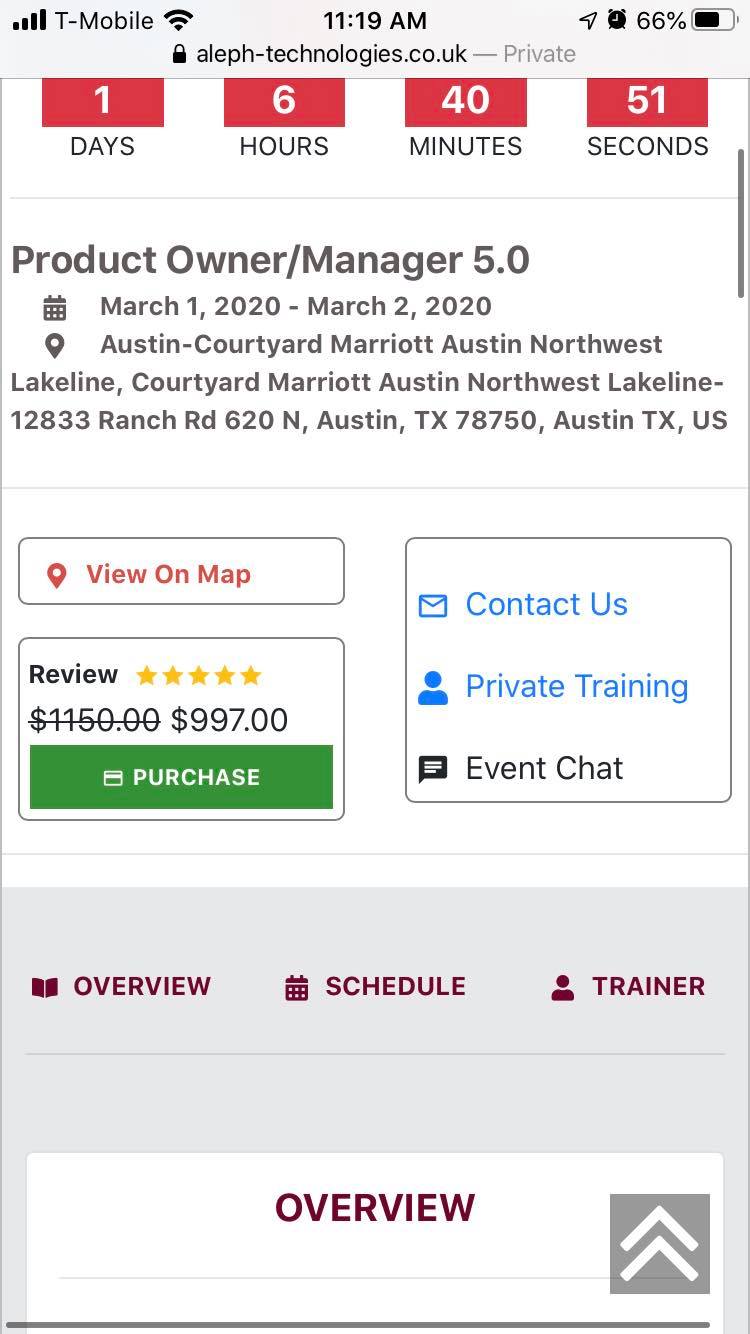 T-Mobile 11:19 AM 66%
aleph-technologies.co.uk — Private
1 6 40 51
DAYS HOURS MINUTES SECONDS
Product Owner/Manager 5.0
March 1, 2020 - March 2, 2020
Austin-Courtyard Marriott Austin Northwest
Lakeline, Courtyard Marriott Austin Northwest Lakeline-
12833 Ranch Rd 620 N, Austin, TX 78750, Austin TX, US
View On Map
Review
$1150.00 $997.00
PURCHASE
Contact Us
Private Training
Event Chat
OVERVIEW SCHEDULE TRAINER
OVERVIEW